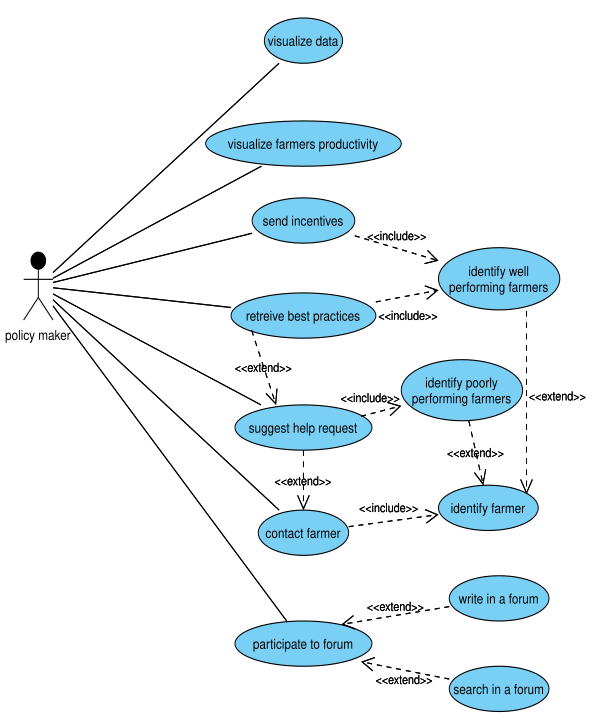 visualize data
visualize farmers productivity
send incentives
<<include>>
identify well
performing farmers
policy maker
retreive best practices
<<include>>
<<extend>>
identify poorly
performing farmers
<<include>>
<<extend>>
suggest help request
<<extend>>
<<extend>>
contact farmer
<<include>>
identify farmer
write in a forum
<<extend>>
participate to forum
<<extend>>
search in a forum